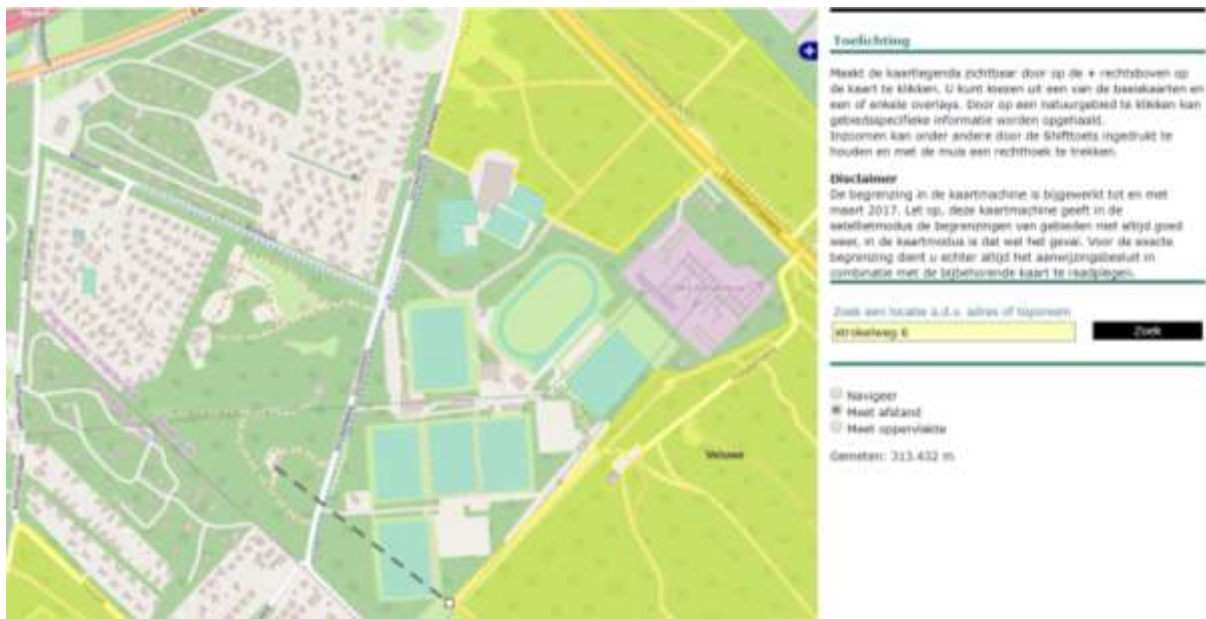 Toelichting
Maakt de kaartlegenda zichtbaar door op de + rechtsboven op
de kaart te klikken. U kunt kiezen uit een van de basiskaarten en
een of enkele overlays. Door op een natuurgebied te klikken kan
gebiedsspecifieke informatie worden opgehaald.
Inzoomen kan onder andere door de Shifttoets ingedrukt te
houden en met de muis een rechthoek te trekken.
Disclaimer
De begrenzing in de kaartmachine is bijgewerkt tot en met
maart 2017. Let op, deze kaartmachine geeft in de
satellietmodus de begrenzingen van gebieden niet altijd goed
weer, in de kaartmodus is dat wel het geval. Voor de exacte
begrenzing dient u echter altijd het aanwijzingsbesluit in
combinatie met de bijbehorende kaart te raadplegen.
Zoek een locatie a.d.v. adres of toponiem
strokelweg 6
Zoek
Navigeer
Meet afstand
Meet oppervlakte
Gemeten: 313.432 m
Veluwe